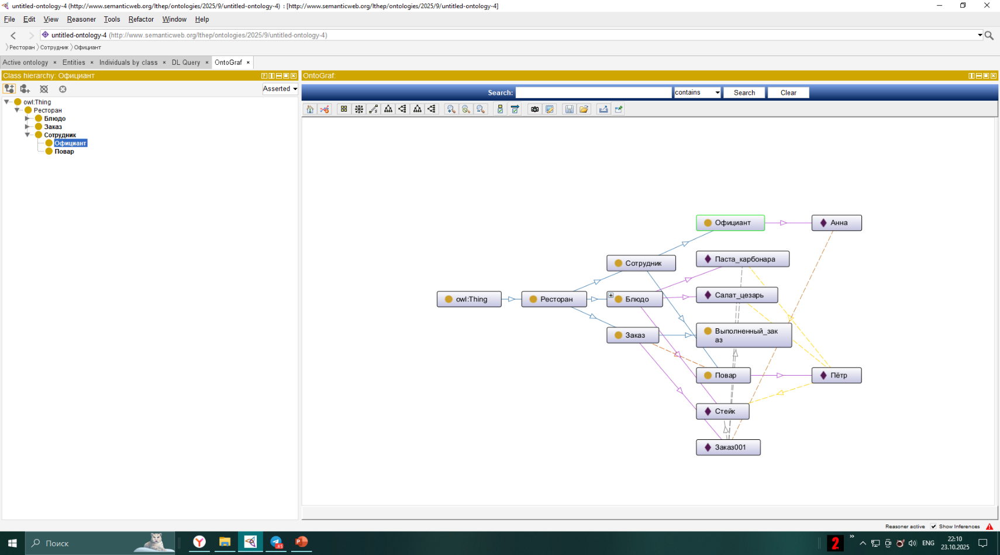 untitled-ontology-4 (http://www.semanticweb.org/lthep/ontologies/2025/9/untitled-ontology-4) : [http://www.semanticweb.org/lthep/ontologies/2025/9/untitled-ontology-4]
File Edit View Reasoner Tools Refactor Window Help
untitled-ontology-4 (http://www.semanticweb.org/lthep/ontologies/2025/9/untitled-ontology-4)
Ресторан Сотрудник Официант
Active ontology × Entities × Individuals by class × DL Query × OntoGraf ×
Class hierarchy: Официант
Asserted
owl:Thing
Ресторан
Блюдо
Заказ
Сотрудник
Официант
Повар
OntoGraf:
Search: contains Search Clear
Официант
Анна
Паста_карбонара
Сотрудник
Салат_цезарь
owl:Thing
Ресторан
Блюдо
Выполненный_зак
аз
Заказ
Повар
Пётр
Стейк
Заказ001
Reasoner active Show Inferences
Поиск
ENG
22:10
23.10.2025